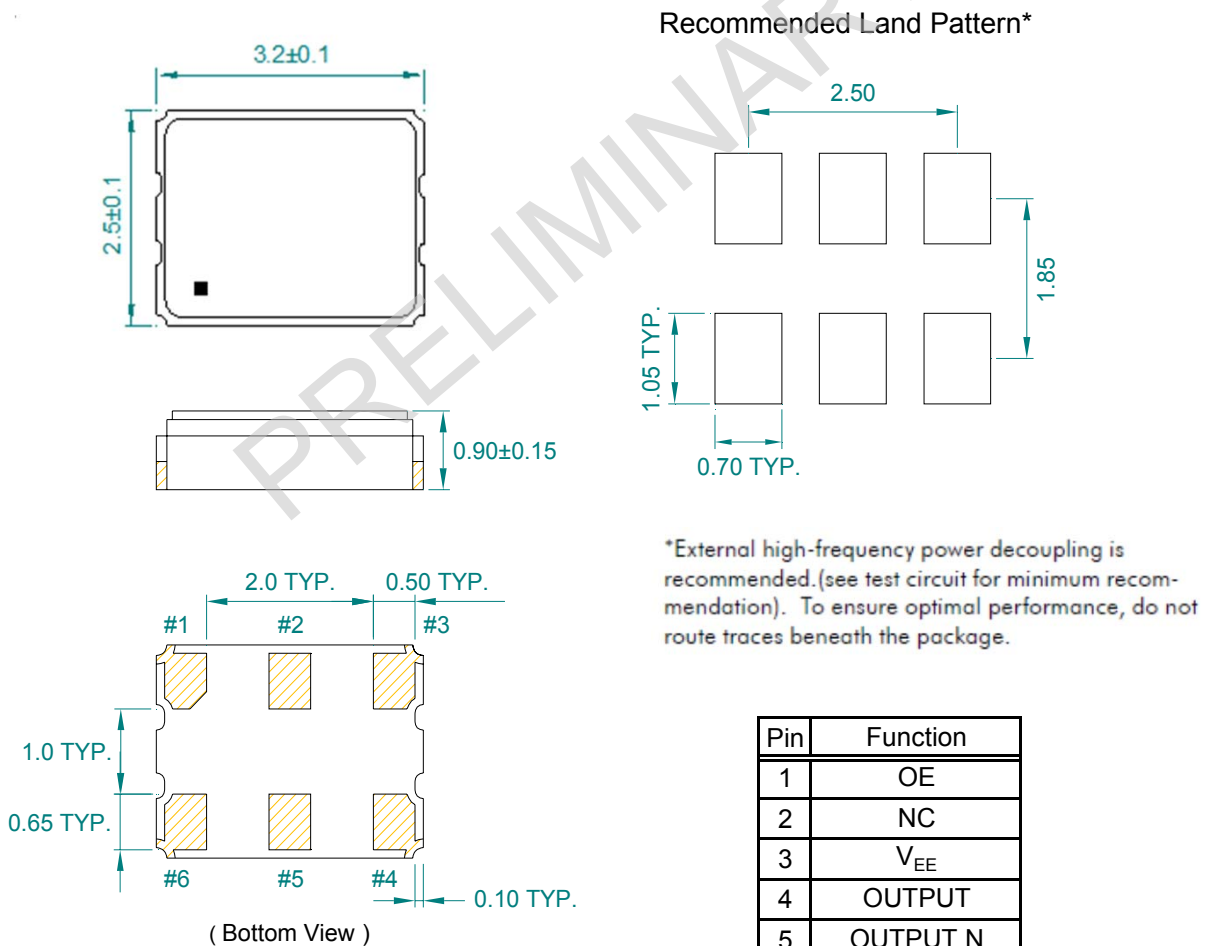 Recommended Land Pattern*
3.2±0.1
2.5±0.1
0.90±0.15
2.50
1.85
1.05 TYP.
0.70 TYP.
PRELIMINAR
*External high-frequency power decoupling is
recommended.(see test circuit for minimum recom-
mendation). To ensure optimal performance, do not
route traces beneath the package.
2.0 TYP.
0.50 TYP.
#1
#2
#3
1.0 TYP.
0.65 TYP.
#6
#5
#4
0.10 TYP.
( Bottom View )
Pin Function
1 OE
2 NC
3 VEE
4 OUTPUT
5 OUTPUT N